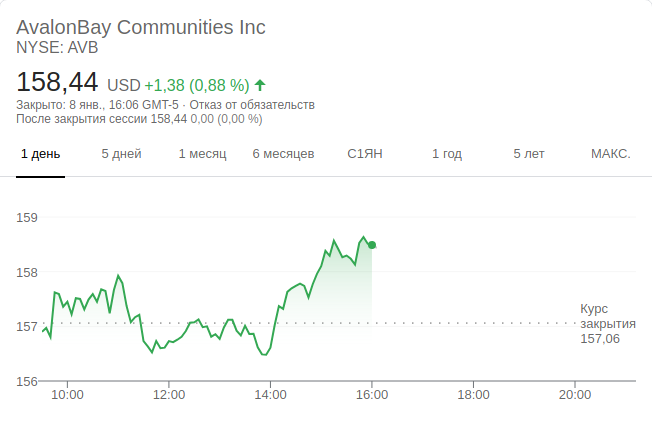 AvalonBay Communities Inc
NYSE: AVB
158,44 USD +1,38 (0,88 %)
Закрыто: 8 янв., 16:06 GMT-5 · Отказ от обязательств
После закрытия сессии 158,44 0,00 (0,00 %)
1 день 5 дней 1 месяц 6 месяцев С1ЯН 1 год 5 лет МАКС.
159
158
157
156
Курс
закрытия
157,06
10:00 12:00 14:00 16:00 18:00 20:00